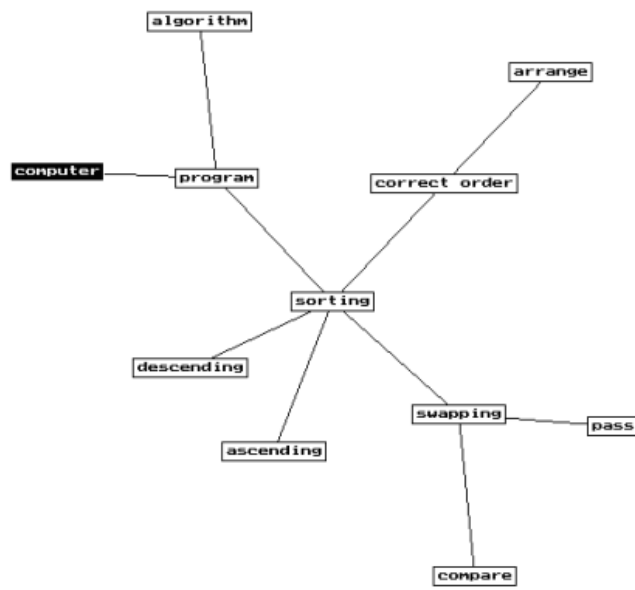 algorithm
arrange
computer
program
correct order
sorting
descending
swapping
pass
ascending
compare